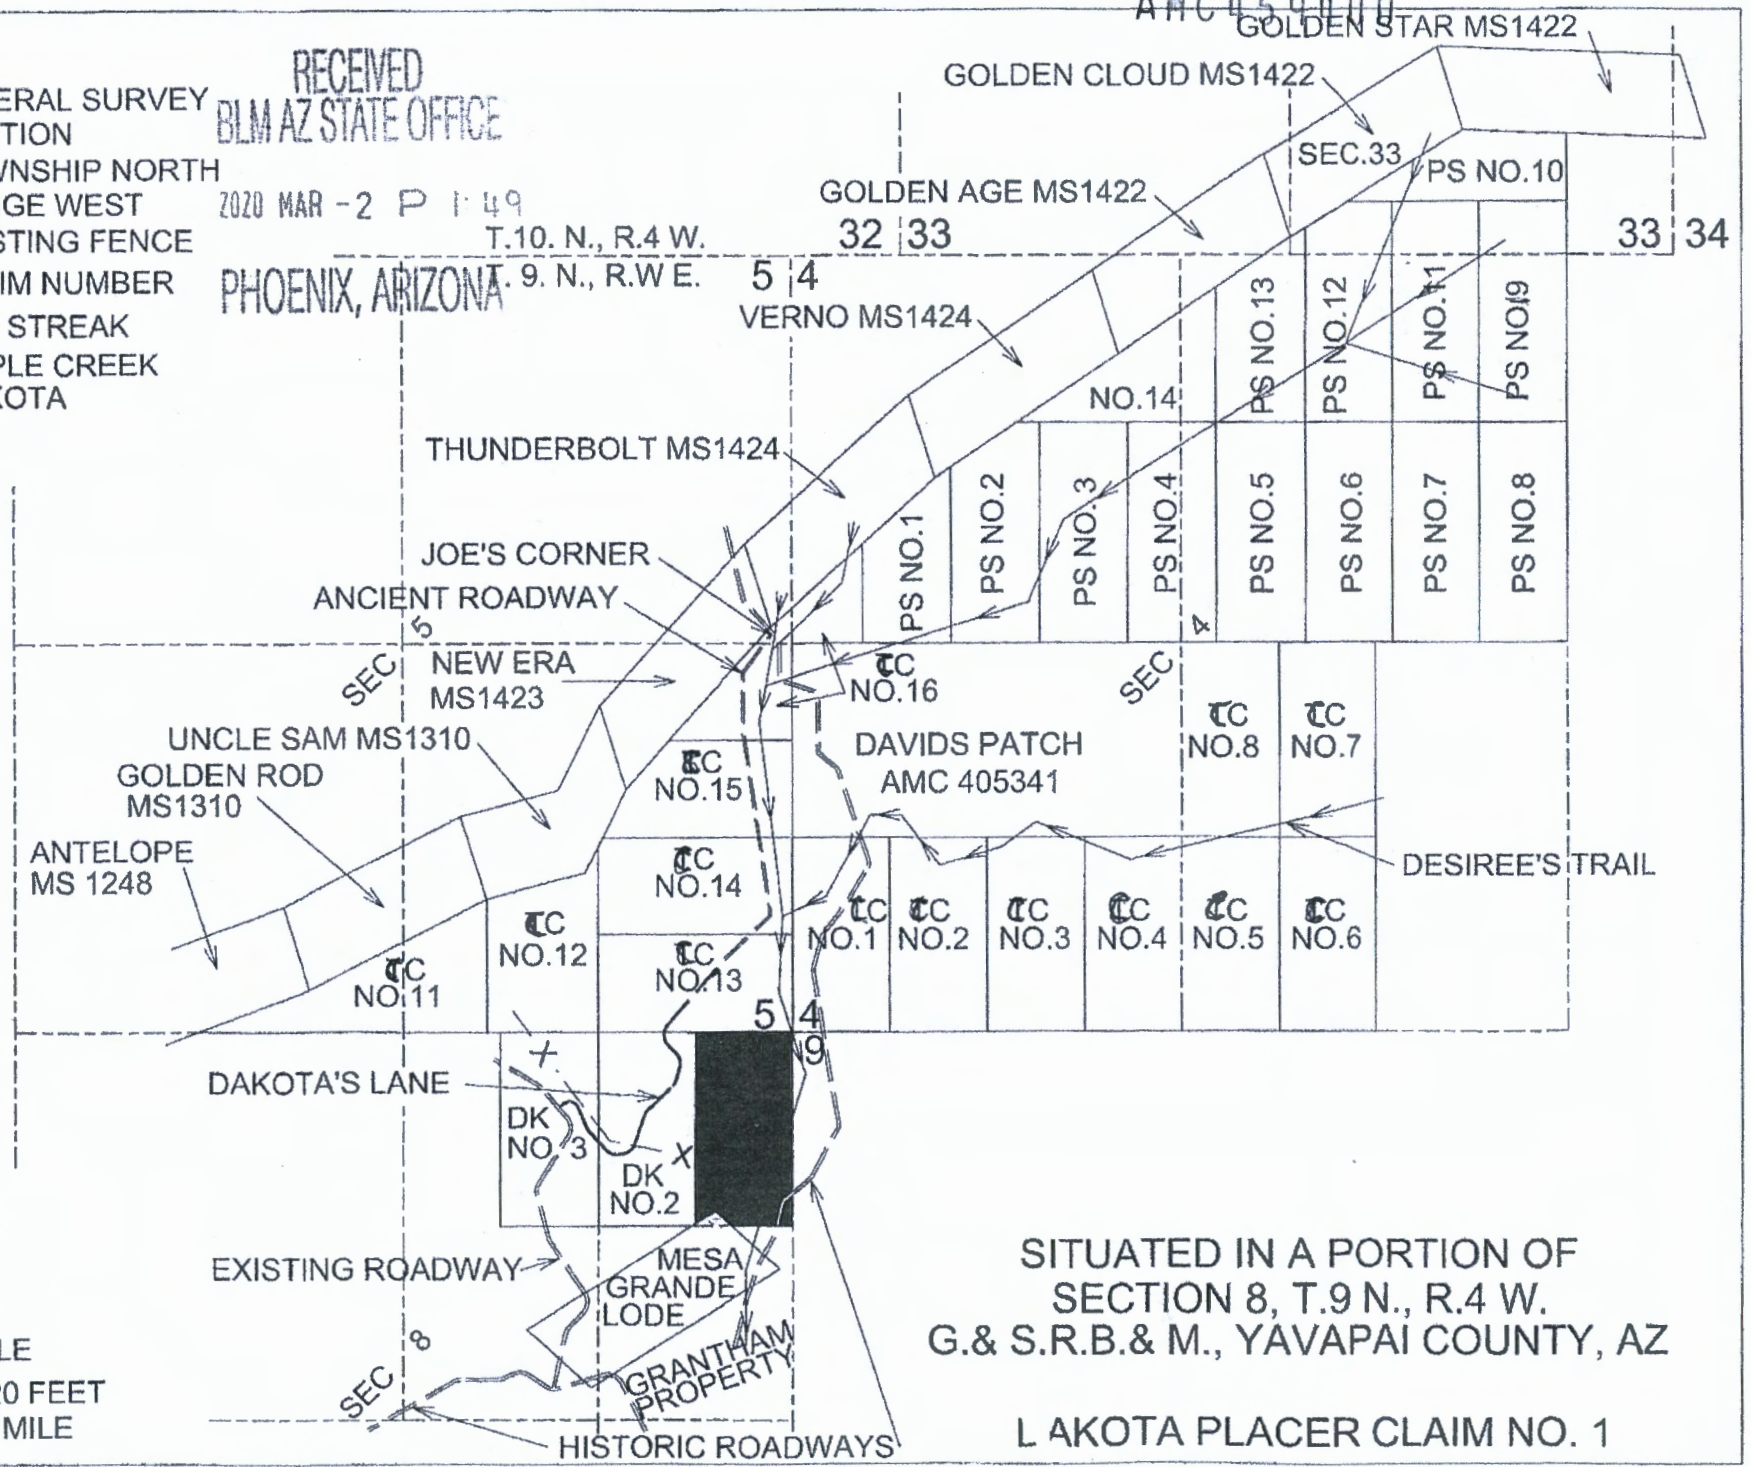 GOLDEN STAR MS1422
GOLDEN CLOUD MS1422
RECEIVED
BLM AZ STATE OFFICE
2020 MAR -2 P 1:49
PHOENIX, ARIZONA
ERAL SURVEY
TION
WNSHIP NORTH
GE WEST
STING FENCE
IM NUMBER
STREAK
PLE CREEK
KOTA
SEC.33
PS NO.10
GOLDEN AGE MS1422
T.10. N., R.4 W.
32 33
33 34
T. 9. N., R.W E.
5 4
VERNO MS1424
PS NO.13
PS NO.12
PS NO.11
PS NO.9
NO.14
THUNDERBOLT MS1424
PS NO.1
PS NO.2
PS NO.3
PS NO.4
PS NO.5
PS NO.6
PS NO.7
PS NO.8
JOE'S CORNER
ANCIENT ROADWAY
SEC 5
SEC 4
NEW ERA
MS1423
TC
NO.16
UNCLE SAM MS1310
GOLDEN ROD
MS1310
ANTELOPE
MS 1248
DAVIDS PATCH
AMC 405341
TC
NO.8
TC
NO.7
TC
NO.15
TC
NO.14
DESIREE'S TRAIL
TC
NO.1
TC
NO.2
TC
NO.3
TC
NO.4
TC
NO.5
TC
NO.6
TC
NO.12
TC
NO.13
TC
NO.11
5 4
9
DAKOTA'S LANE
X
DK
NO. 3
X
DK
NO.2
EXISTING ROADWAY
MESA
GRANDE
LODE
GRANTHAM
PROPERTY
SEC 8
LE
20 FEET
MILE
HISTORIC ROADWAYS
SITUATED IN A PORTION OF
SECTION 8, T.9 N., R.4 W.
G.& S.R.B.& M., YAVAPAI COUNTY, AZ
LAKOTA PLACER CLAIM NO. 1